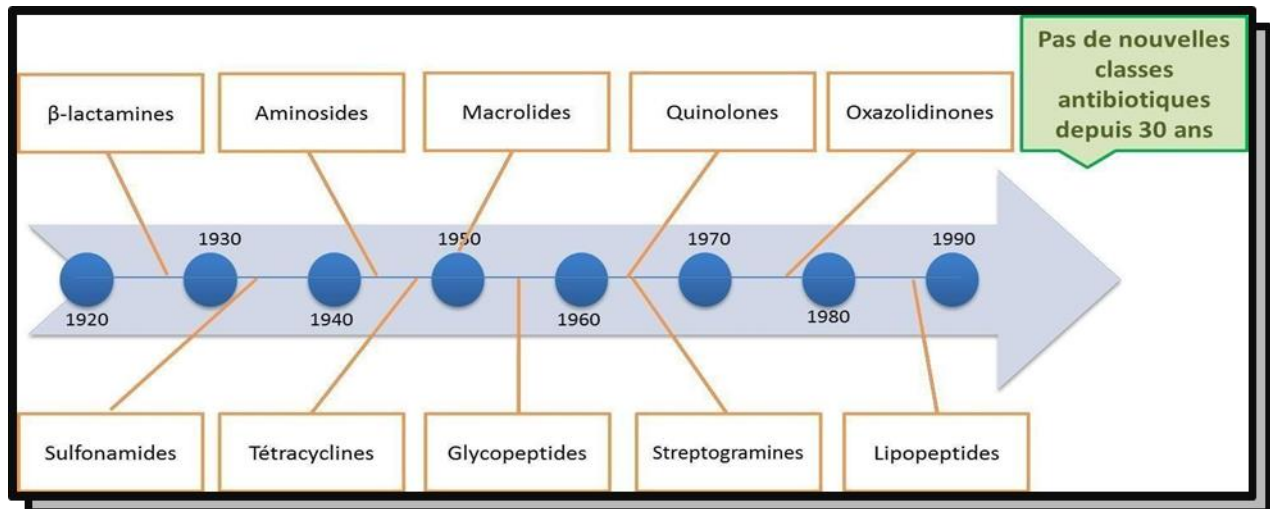 Pas de nouvelles
classes
antibiotiques
depuis 30 ans
β-lactamines
Aminosides
Macrolides
Quinolones
Oxazolidinones
1930
1950
1970
1990
1920
1940
1960
1980
Sulfonamides
Tétracyclines
Glycopeptides
Streptogramines
Lipopeptides